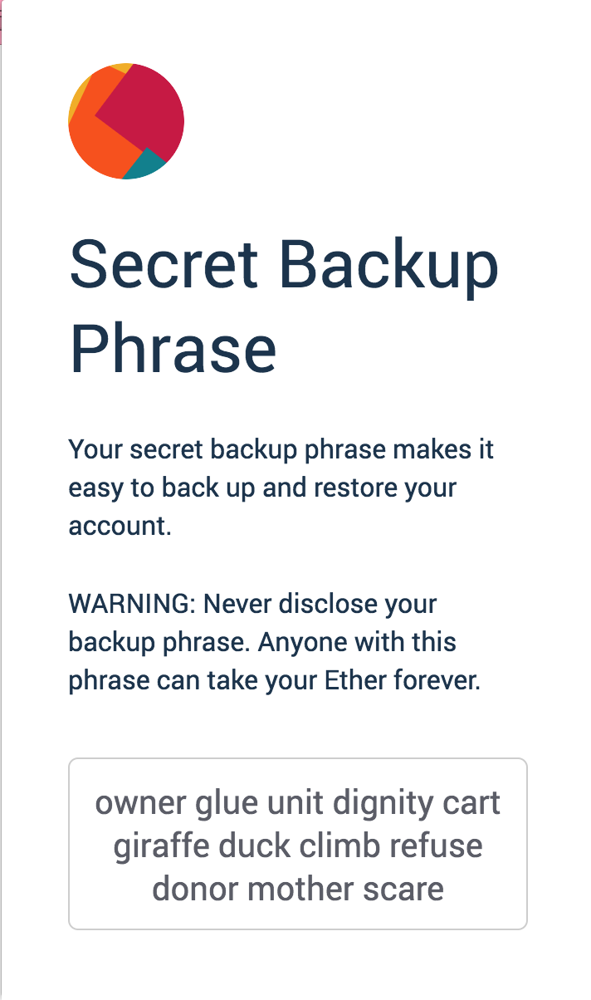 Secret Backup
Phrase
Your secret backup phrase makes it
easy to back up and restore your
account.
WARNING: Never disclose your
backup phrase. Anyone with this
phrase can take your Ether forever.
owner glue unit dignity cart
giraffe duck climb refuse
donor mother scare